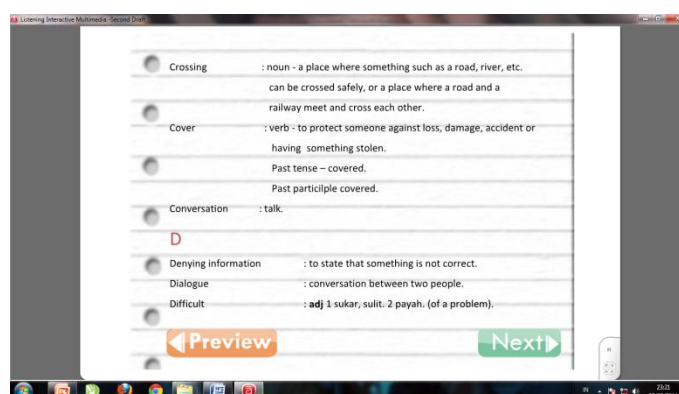 Listening Interactive Multimedia -Second Draft
Crossing : noun - a place where something such as a road, river, etc.
can be crossed safely, or a place where a road and a
railway meet and cross each other.
Cover : verb - to protect someone against loss, damage, accident or
having something stolen.
Past tense – covered.
Past particilple covered.
Conversation : talk.
D
Denying information : to state that something is not correct.
Dialogue : conversation between two people.
Difficult : adj 1 sukar, sulit. 2 payah. (of a problem).
Preview Next
IN 23:21